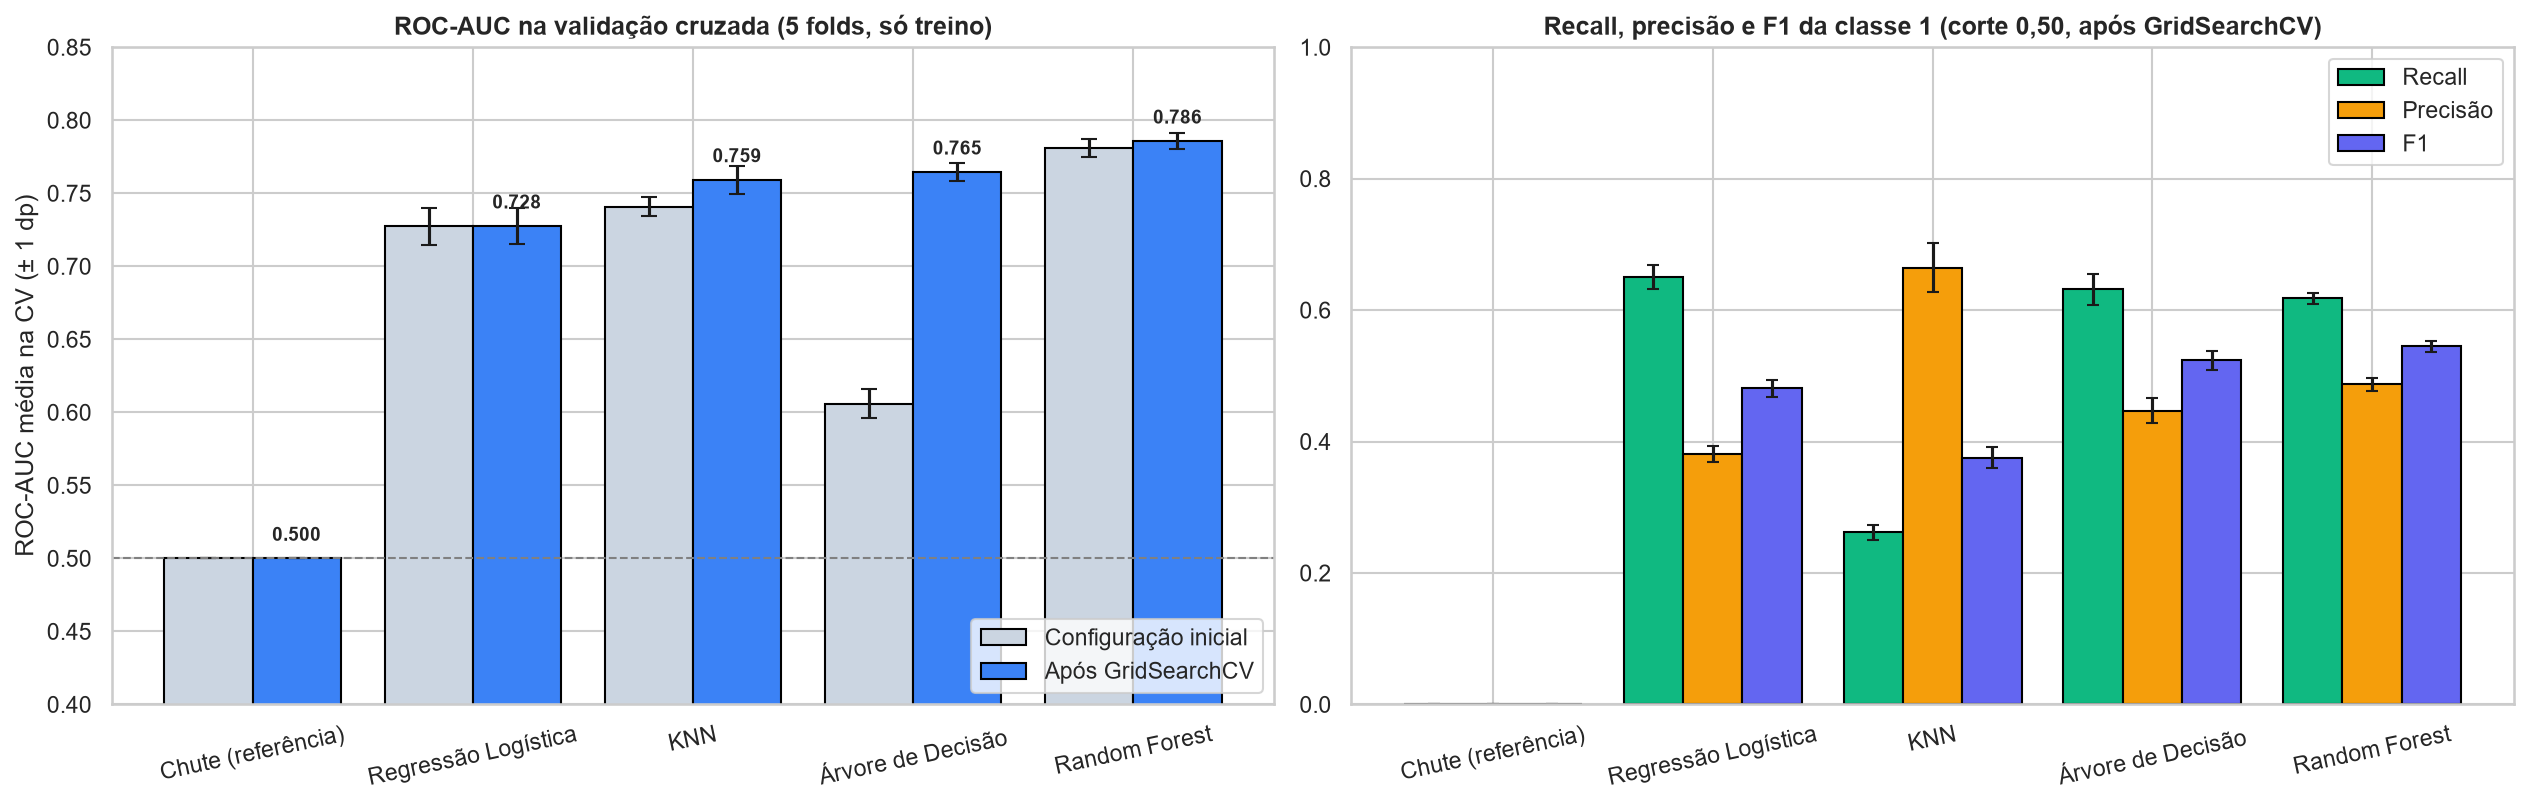 ROC-AUC na validação cruzada (5 folds, só treino)
ROC-AUC média na CV (± 1 dp)
0.85
0.80
0.75
0.70
0.65
0.60
0.55
0.50
0.45
0.40
0.500
0.728
0.759
0.765
0.786
Configuração inicial
Após GridSearchCV
Chute (referência)
Regressão Logística
KNN
Árvore de Decisão
Random Forest
Recall, precisão e F1 da classe 1 (corte 0,50, após GridSearchCV)
1.0
0.8
0.6
0.4
0.2
0.0
Recall
Precisão
F1
Chute (referência)
Regressão Logística
KNN
Árvore de Decisão
Random Forest